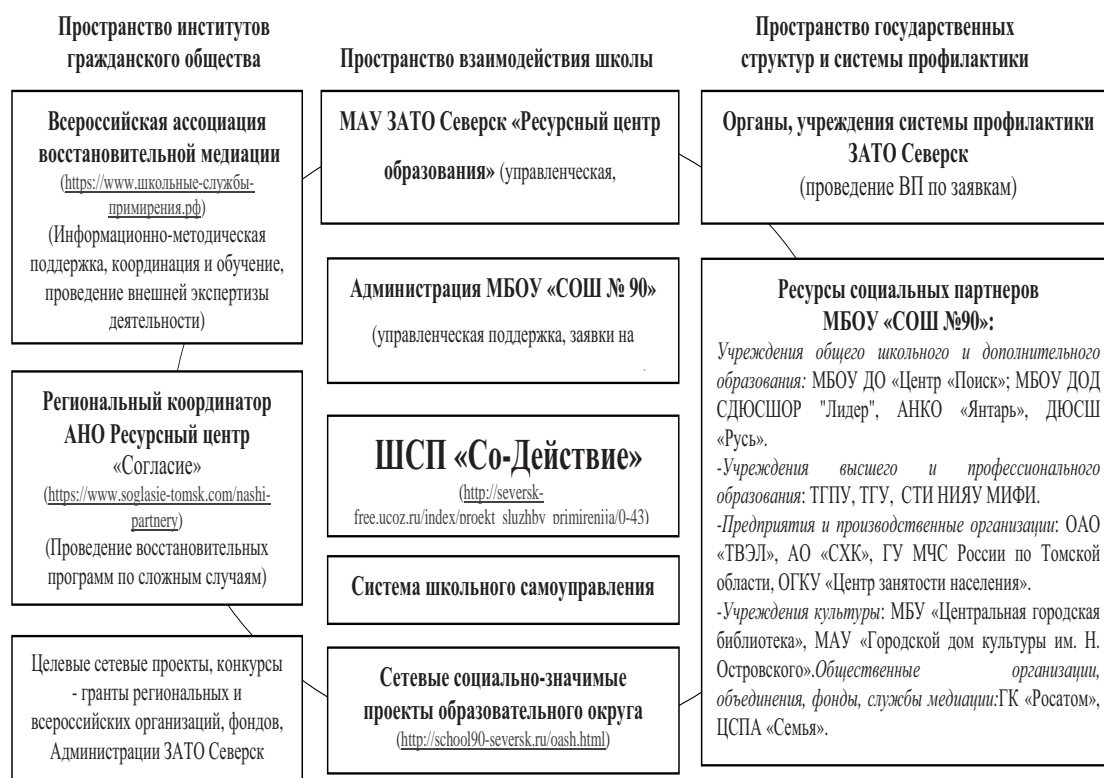 Пространство институтов
гражданского общества
Всероссийская ассоциация
восстановительной медиации
(https://www.школьные-службы-
примирения.рф)
(Информационно-методическая
поддержка, координация и обучение,
проведение внешней экспертизы
деятельности)
Региональный координатор
АНО Ресурсный центр
«Согласие»
(https://www.soglasie-tomsk.com/nashi-
partnery)
(Проведение восстановительных
программ по сложным случаям)
Целевые сетевые проекты, конкурсы
- гранты региональных и
всероссийских организаций, фондов,
Администрации ЗАТО Северск
Пространство взаимодействия школы
МАУ ЗАТО Северск «Ресурсный центр
образования» (управленческая,
Администрация МБОУ «СОШ № 90»
(управленческая поддержка, заявки на
ШСП «Со-Действие»
(http://seversk-
free.ucoz.ru/index/proekt_sluzhby_primirenija/0-43)
Система школьного самоуправления
Сетевые социально-значимые
проекты образовательного округа
(http://school90-seversk.ru/oash.html)
Пространство государственных
структур и системы профилактики
Органы, учреждения системы профилактики
ЗАТО Северск
(проведение ВП по заявкам)
Ресурсы социальных партнеров
МБОУ «СОШ №90»:
Учреждения общего школьного и дополнительного
образования: МБОУ ДО «Центр «Поиск»; МБОУ ДОД
СДЮСШОР "Лидер", АНКО «Янтарь», ДЮСШ
«Русь».
-Учреждения высшего и профессионального
образования: ТГПУ, ТГУ, СТИ НИЯУ МИФИ.
-Предприятия и производственные организации: ОАО
«ТВЭЛ», АО «СХК», ГУ МЧС России по Томской
области, ОГКУ «Центр занятости населения».
-Учреждения культуры: МБУ «Центральная городская
библиотека», МАУ «Городской дом культуры им. Н.
Островского».Общественные организации,
объединения, фонды, службы медиации:ГК «Росатом»,
ЦСПА «Семья».